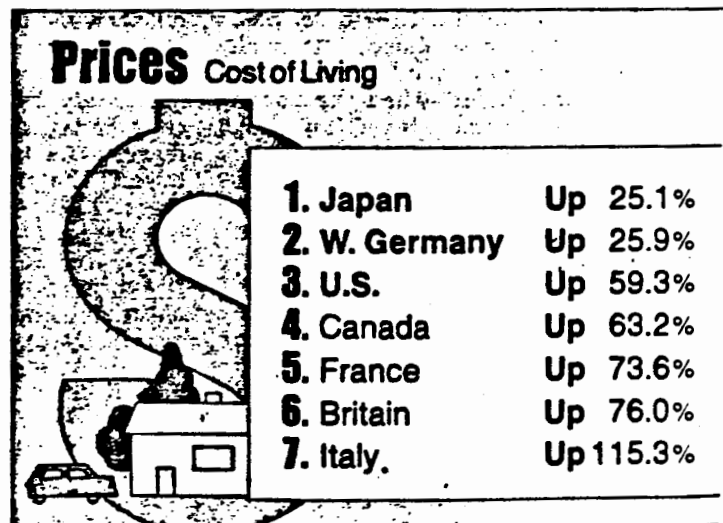 Prices Cost of Living
1. Japan Up 25.1%
2. W. Germany Up 25.9%
3. U.S. Up 59.3%
4. Canada Up 63.2%
5. France Up 73.6%
6. Britain Up 76.0%
7. Italy Up 115.3%